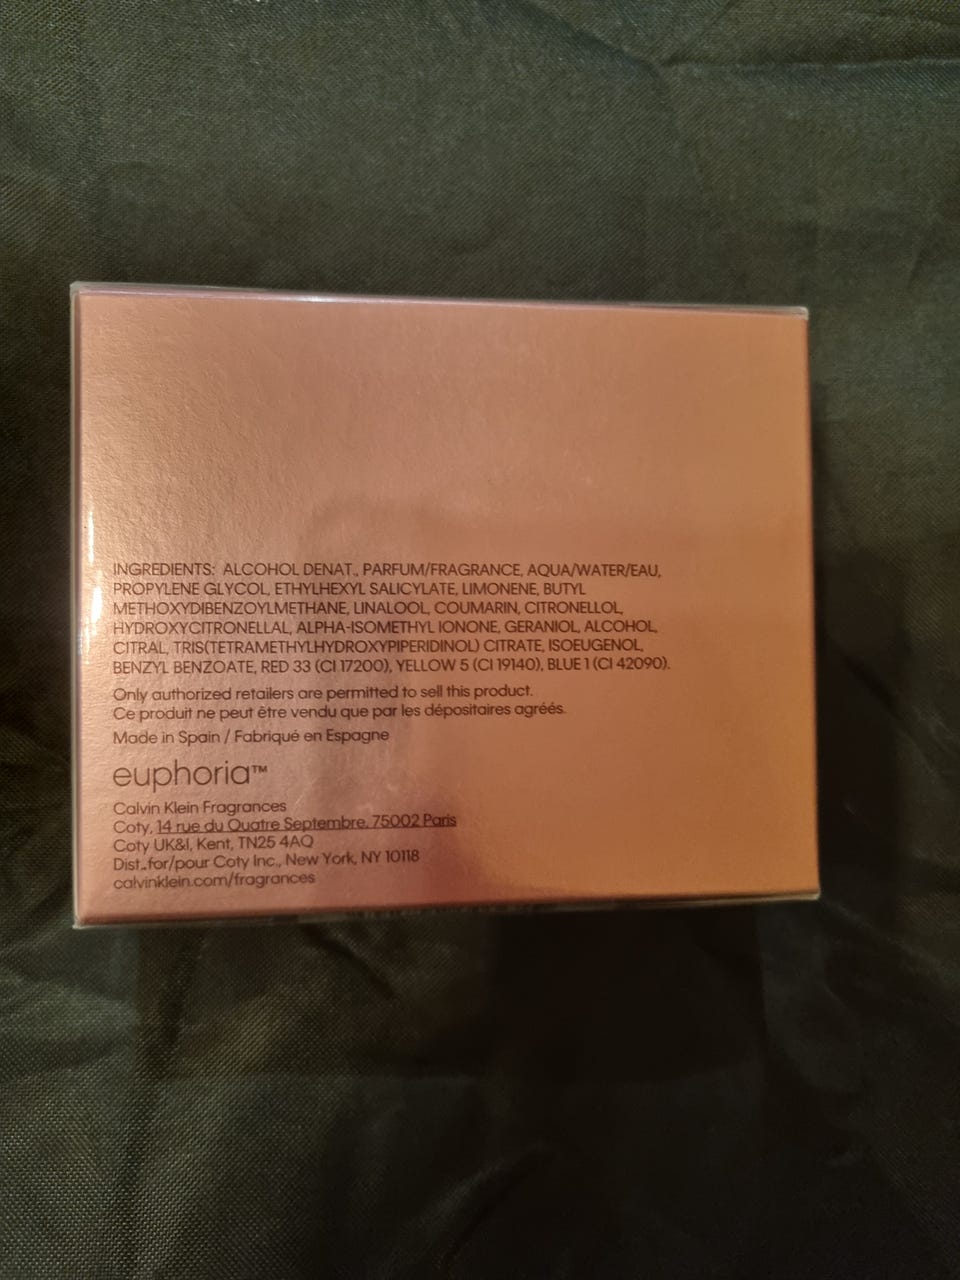 INGREDIENTS: ALCOHOL DENAT., PARFUM/FRAGRANCE, AQUA/WATER/EAU,
PROPYLENE GLYCOL, ETHYLHEXYL SALICYLATE, LIMONENE, BUTYL
METHOXYDIBENZOYLMETHANE, LINALOOL, COUMARIN, CITRONELLOL,
HYDROXYCITRONELLAL, ALPHA-ISOMETHYL IONONE, GERANIOL, ALCOHOL,
CITRAL, TRIS(TETRAMETHYLHYDROXYPIPERIDINOL) CITRATE, ISOEUGENOL,
BENZYL BENZOATE, RED 33 (CI 17200), YELLOW 5 (CI 19140), BLUE 1 (CI 42090).
Only authorized retailers are permitted to sell this product.
Ce produit ne peut être vendu que par les dépositaires agréés.
Made in Spain / Fabriqué en Espagne
euphoria™
Calvin Klein Fragrances
Coty, 14 rue du Quatre Septembre, 75002 Paris
Coty UK&I, Kent, TN25 4AQ
Dist. for/pour Coty Inc., New York, NY 10118
calvinklein.com/fragrances